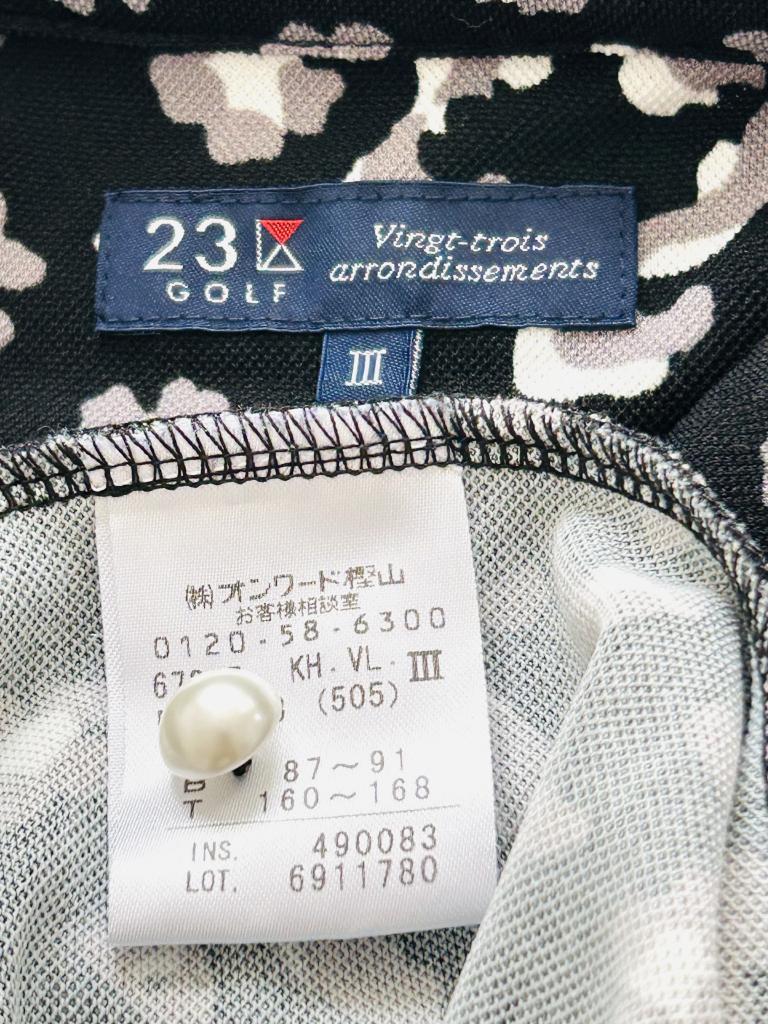 23
GOLF
Vingt-trois
arrondissements
III
㈱オンワード樫山
お客様相談室
0120-58-6300
KH.VL. III
(505)
B 87〜91
T 160〜168
INS. 490083
LOT. 6911780